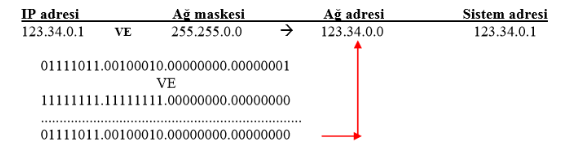 IP adresi Ağ maskesi Ağ adresi Sistem adresi
123.34.0.1 VE 255.255.0.0 → 123.34.0.0 123.34.0.1
01111011.00100010.00000000.00000001
VE
11111111.11111111.00000000.00000000
....................................................................
01111011.00100010.00000000.00000000